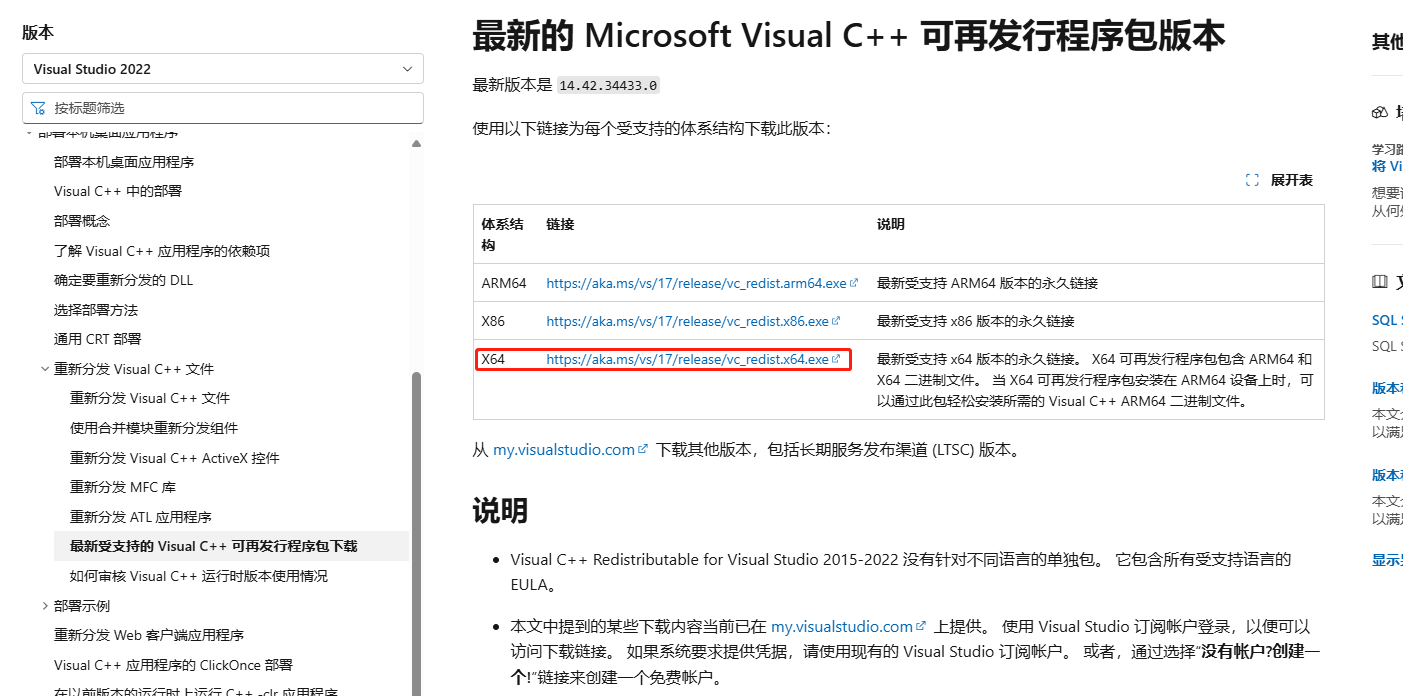 版本
Visual Studio 2022
按标题筛选
部署本机桌面应用程序
部署本机桌面应用程序
Visual C++ 中的部署
部署概念
了解 Visual C++ 应用程序的依赖项
确定要重新分发的 DLL
选择部署方法
通用 CRT 部署
重新分发 Visual C++ 文件
重新分发 Visual C++ 文件
使用合并模块重新分发组件
重新分发 Visual C++ ActiveX 控件
重新分发 MFC 库
重新分发 ATL 应用程序
最新受支持的 Visual C++ 可再发行程序包下载
如何审核 Visual C++ 运行时版本使用情况
部署示例
重新分发 Web 客户端应用程序
Visual C++ 应用程序的 ClickOnce 部署
在以前版本的运行时上运行 C++ -clr 应用程序
最新的 Microsoft Visual C++ 可再发行程序包版本
最新版本是 14.42.34433.0
使用以下链接为每个受支持的体系结构下载此版本：
展开表
体系结构 链接 说明
ARM64 https://aka.ms/vs/17/release/vc_redist.arm64.exe 最新受支持 ARM64 版本的永久链接
X86 https://aka.ms/vs/17/release/vc_redist.x86.exe 最新受支持 x86 版本的永久链接
X64 https://aka.ms/vs/17/release/vc_redist.x64.exe 最新受支持 x64 版本的永久链接。 X64 可再发行程序包包含 ARM64 和
X64 二进制文件。 当 X64 可再发行程序包安装在 ARM64 设备上时，可
以通过此包轻松安装所需的 Visual C++ ARM64 二进制文件。
从 my.visualstudio.com 下载其他版本，包括长期服务发布渠道 (LTSC) 版本。
说明
• Visual C++ Redistributable for Visual Studio 2015-2022 没有针对不同语言的单独包。 它包含所有受支持语言的
EULA。
• 本文中提到的某些下载内容当前已在 my.visualstudio.com 上提供。 使用 Visual Studio 订阅帐户登录，以便可以
访问下载链接。 如果系统要求提供凭据，请使用现有的 Visual Studio 订阅帐户。 或者，通过选择“没有帐户?创建一
个!”链接来创建一个免费帐户。
其他
学习路
将 Vi
想要
从何
SQL
SQL
版本
本文
以满
版本
本文
以满
显示